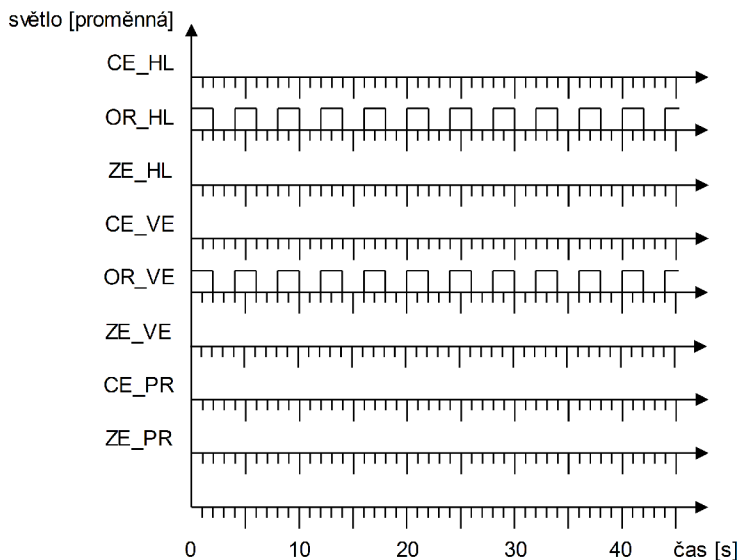 světlo [proměnná]
CE_HL
OR_HL
ZE_HL
CE_VE
OR_VE
ZE_VE
CE_PR
ZE_PR
0 10 20 30 40 čas [s]